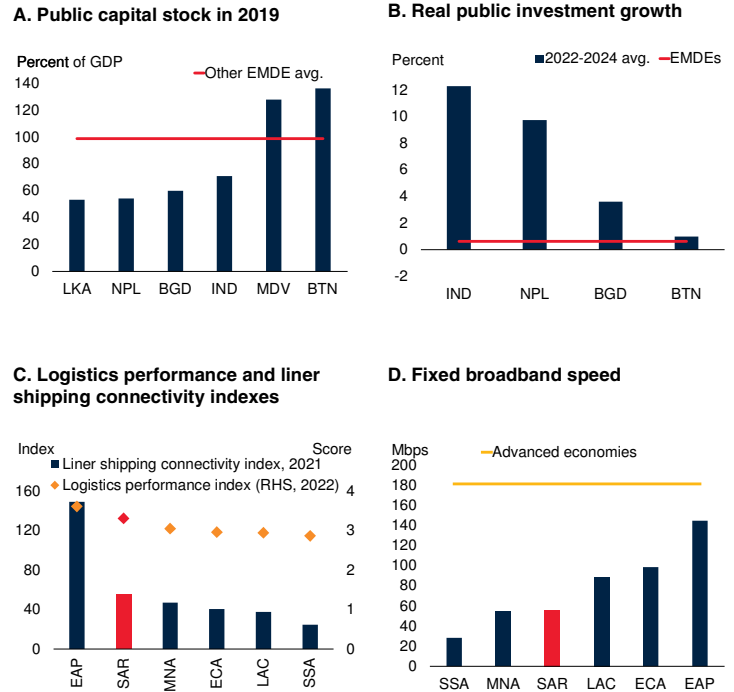 A. Public capital stock in 2019
Percent of GDP
Other EMDE avg.
140
120
100
80
60
40
20
0
LKA NPL BGD IND MDV BTN
B. Real public investment growth
Percent
2022-2024 avg. EMDEs
12
10
8
6
4
2
0
-2
IND NPL BGD BTN
C. Logistics performance and liner
shipping connectivity indexes
Index Score
Liner shipping connectivity index, 2021
Logistics performance index (RHS, 2022)
160 4
120 3
80 2
40 1
0 0
EAP SAR MNA ECA LAC SSA
D. Fixed broadband speed
Mbps
Advanced economies
200
180
160
140
120
100
80
60
40
20
0
SSA MNA SAR LAC ECA EAP